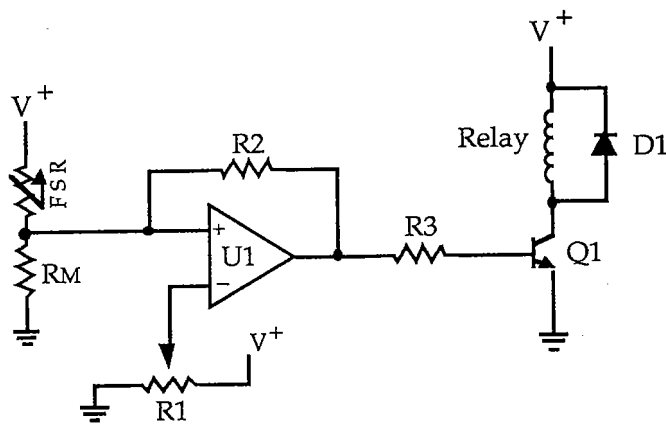 V+
V+
FSR
R2
Relay
D1
+
U1
R3
Q1
RM
−
V+
R1